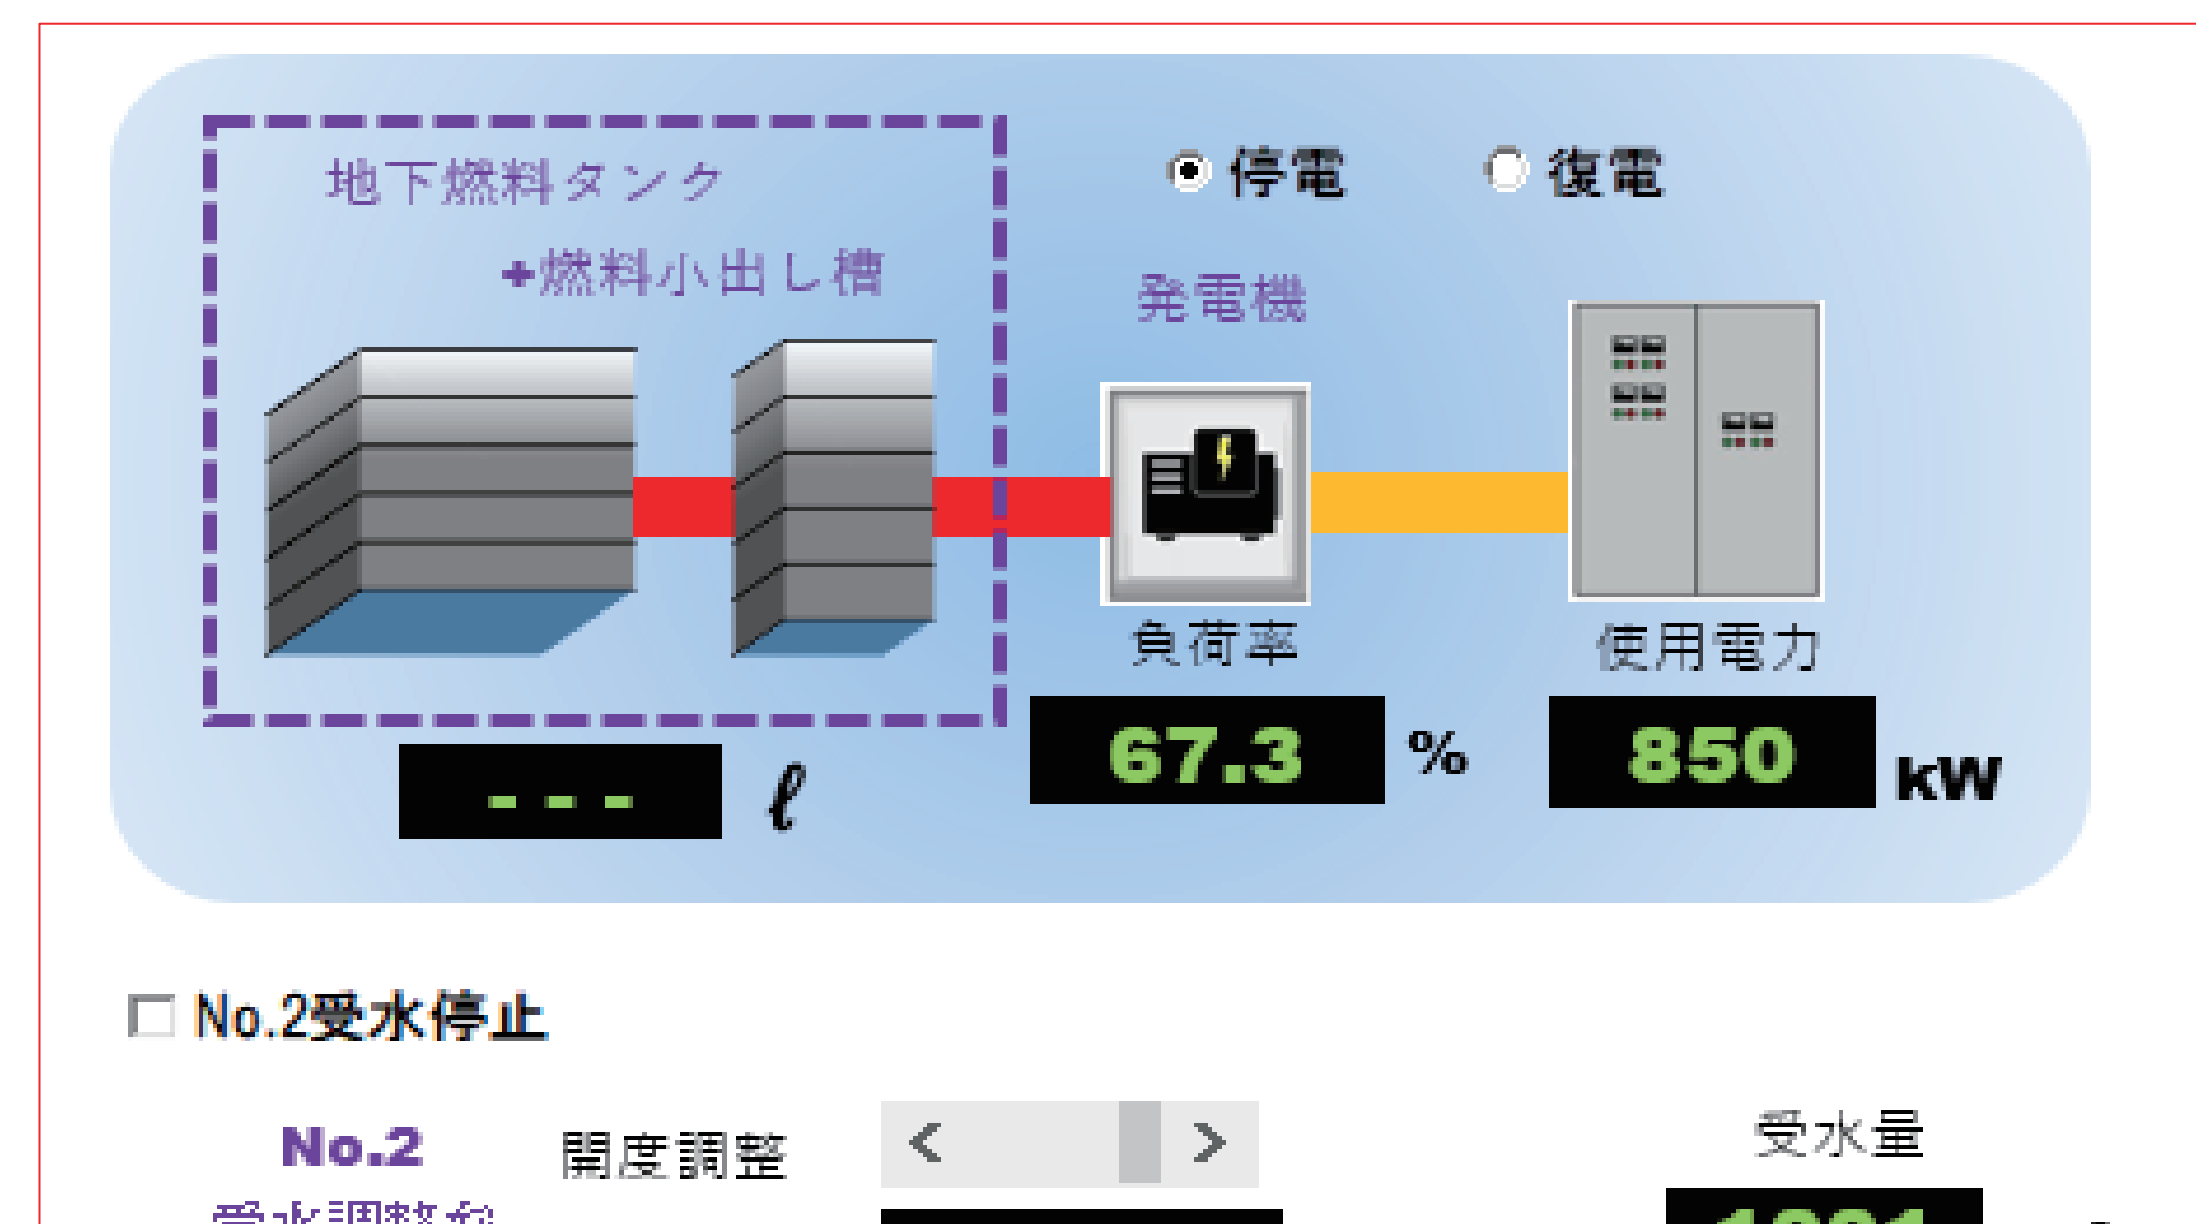 地下燃料タンク
+燃料小出し槽
停電 復電
発電機
負荷率
使用電力
--- ℓ
67.3 %
850 kW
No.2受水停止
No.2
開度調整
受水量